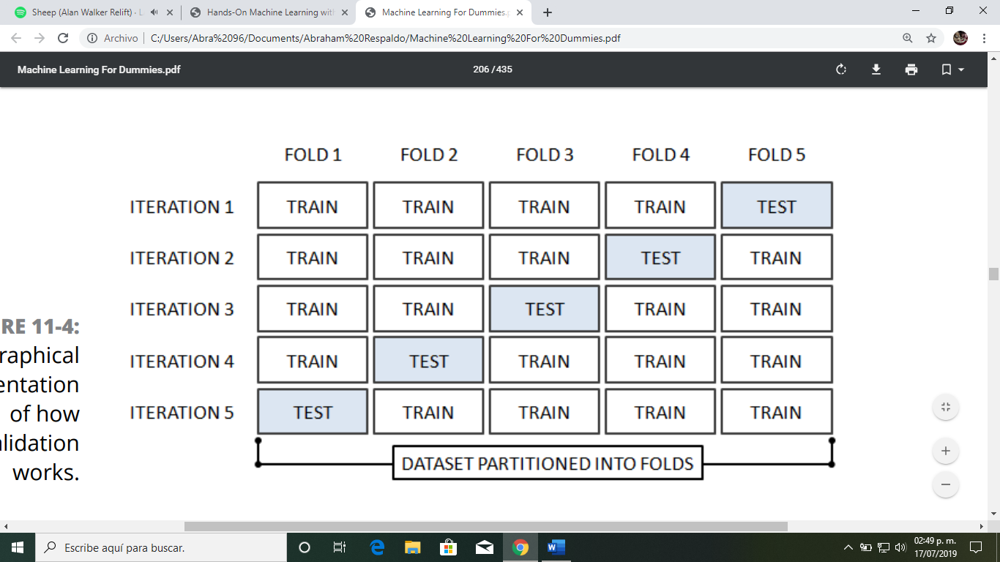 Sheep (Alan Walker Relift) · L
Hands-On Machine Learning with
Machine Learning For Dummies.p
Archivo
C:/Users/Abra%2096/Documents/Abraham%20Respaldo/Machine%20Learning%20For%20Dummies.pdf
Machine Learning For Dummies.pdf
206 / 435
FOLD 1 FOLD 2 FOLD 3 FOLD 4 FOLD 5
ITERATION 1 TRAIN TRAIN TRAIN TRAIN TEST
ITERATION 2 TRAIN TRAIN TRAIN TEST TRAIN
ITERATION 3 TRAIN TRAIN TEST TRAIN TRAIN
ITERATION 4 TRAIN TEST TRAIN TRAIN TRAIN
ITERATION 5 TEST TRAIN TRAIN TRAIN TRAIN
DATASET PARTITIONED INTO FOLDS
RE 11-4:
raphical
entation
of how
alidation
works.
Escribe aquí para buscar.
02:49 p. m.
17/07/2019